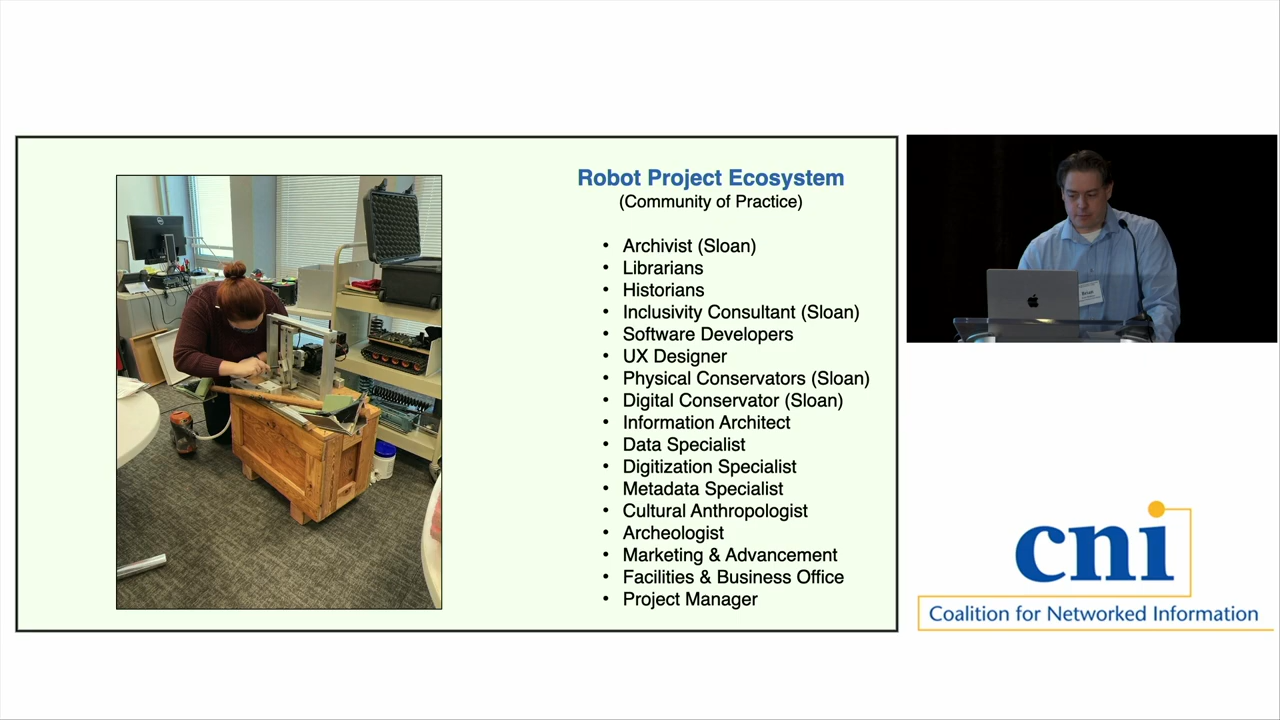 Robot Project Ecosystem
(Community of Practice)
• Archivist (Sloan)
• Librarians
• Historians
• Inclusivity Consultant (Sloan)
• Software Developers
• UX Designer
• Physical Conservators (Sloan)
• Digital Conservator (Sloan)
• Information Architect
• Data Specialist
• Digitization Specialist
• Metadata Specialist
• Cultural Anthropologist
• Archeologist
• Marketing & Advancement
• Facilities & Business Office
• Project Manager
cni
Coalition for Networked Information